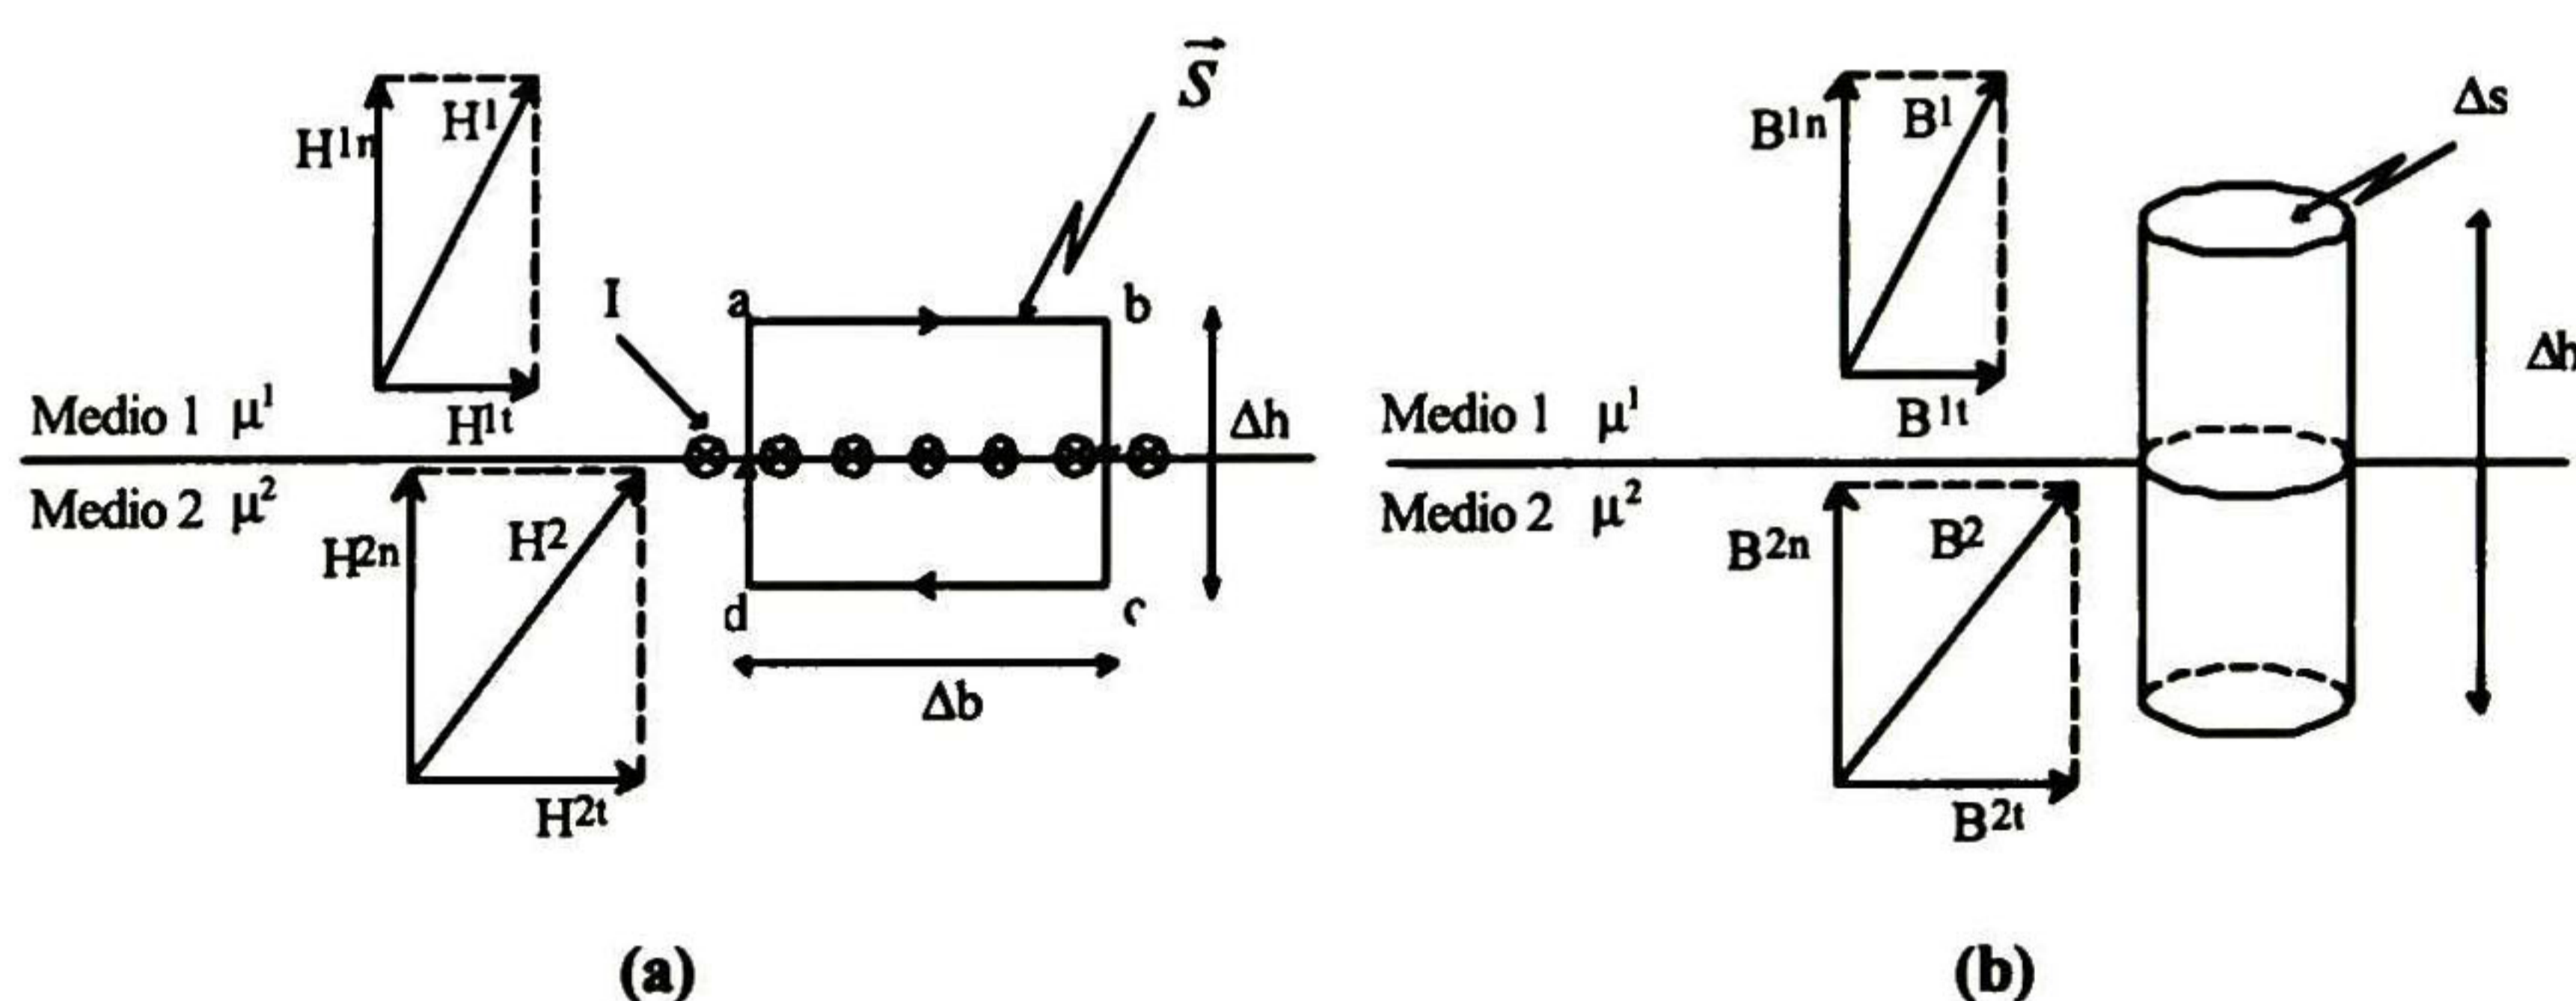 S
H1n
H1
I
a
b
Δh
Medio 1 μ1
H1t
Medio 2 μ2
H2n
H2
d
c
Δb
H2t
(a)
B1n
B1
Δs
Δh
Medio 1 μ1
B1t
Medio 2 μ2
B2n
B2
B2t
(b)